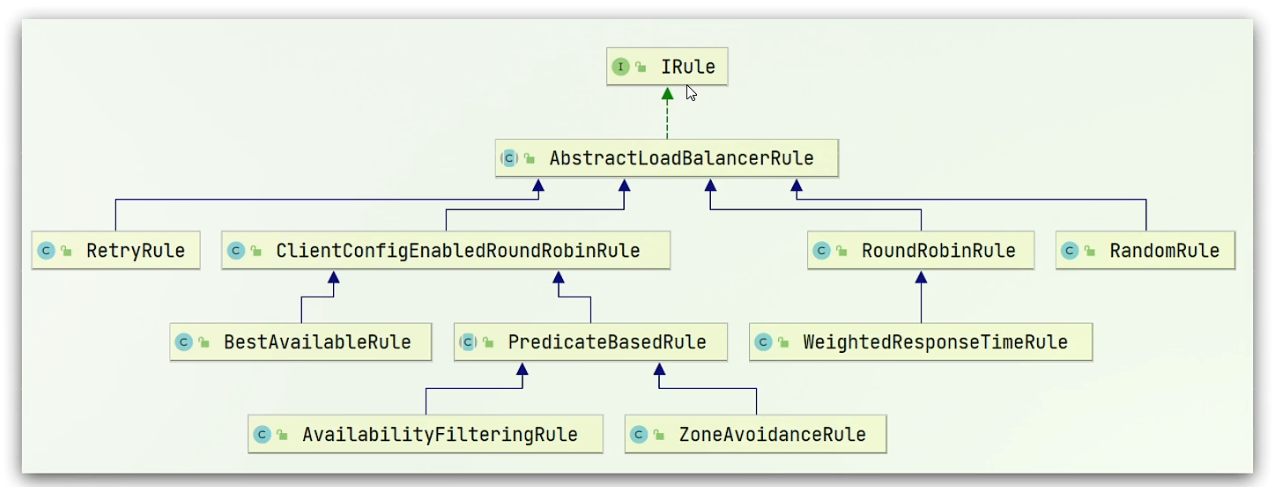 I IRule
C AbstractLoadBalancerRule
C RetryRule
C ClientConfigEnabledRoundRobinRule
C RoundRobinRule
C RandomRule
C BestAvailableRule
C PredicateBasedRule
C WeightedResponseTimeRule
C AvailabilityFilteringRule
C ZoneAvoidanceRule